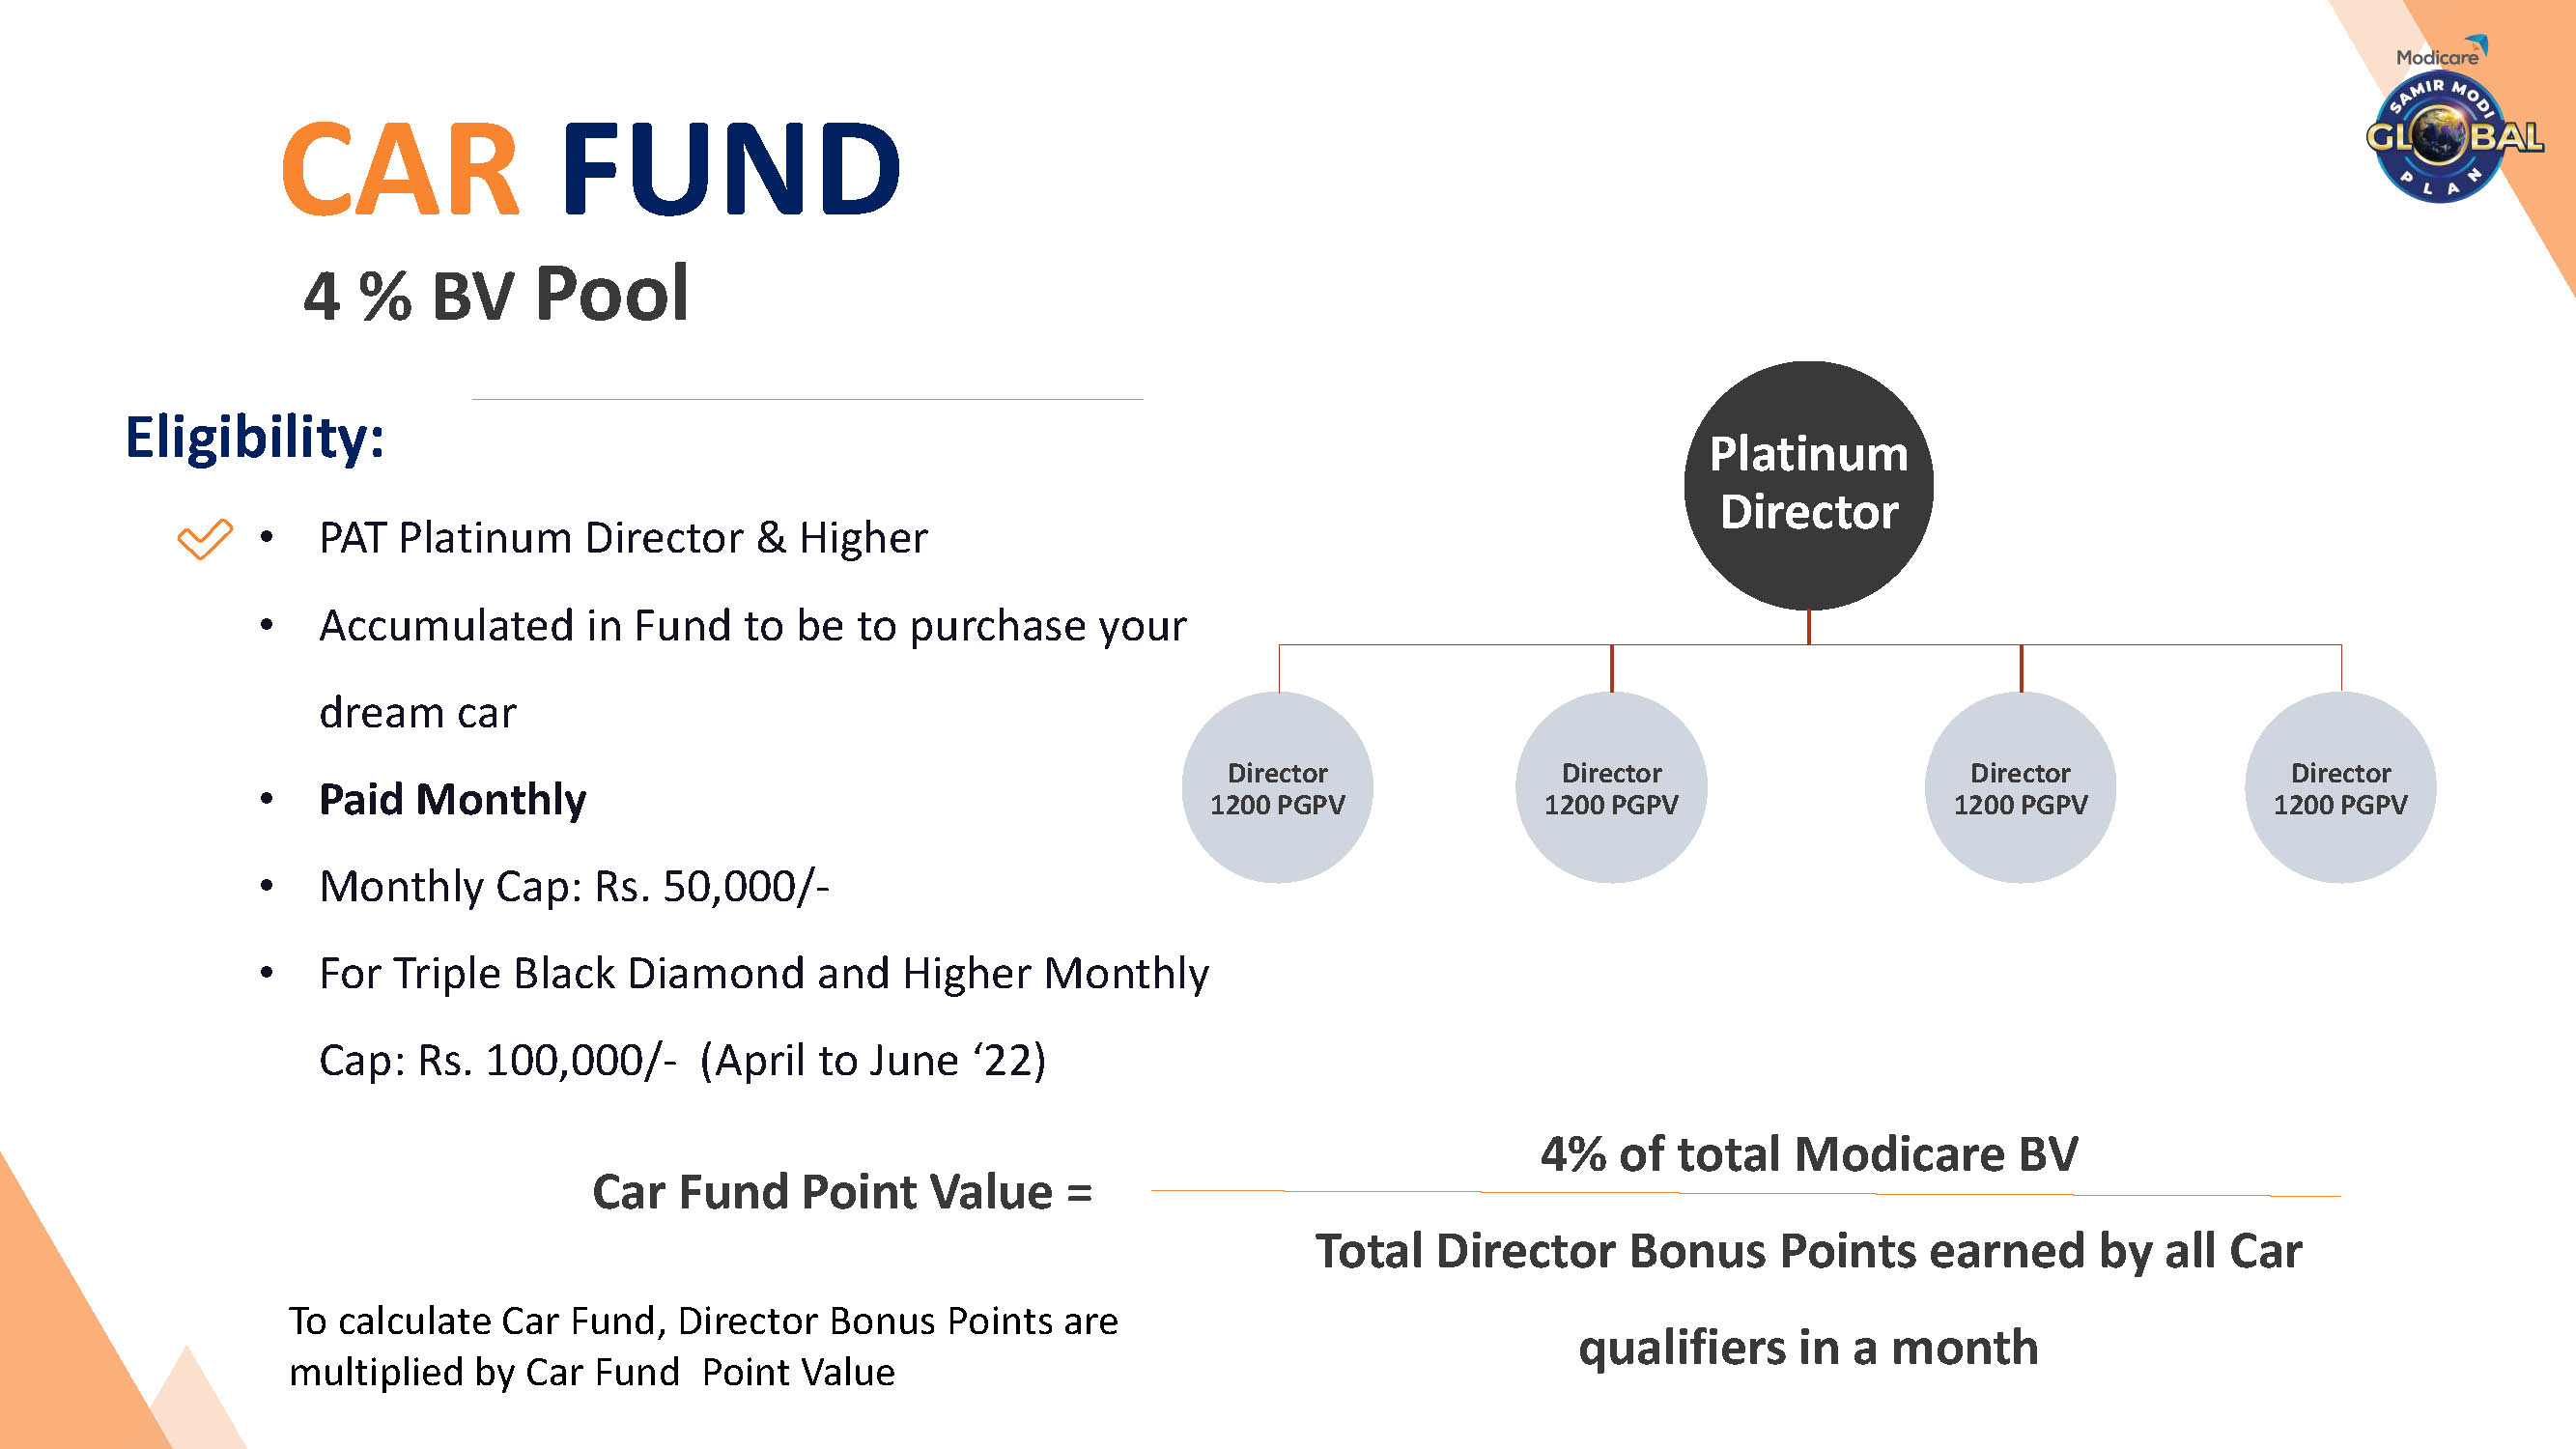 Modicare
SAMIR MODI
GLOBAL
PLAN
CAR FUND
4 % BV Pool
Eligibility:
• PAT Platinum Director & Higher
• Accumulated in Fund to be to purchase your
dream car
• Paid Monthly
• Monthly Cap: Rs. 50,000/-
• For Triple Black Diamond and Higher Monthly
Cap: Rs. 100,000/- (April to June ‘22)
Platinum
Director
Director
1200 PGPV
Director
1200 PGPV
Director
1200 PGPV
Director
1200 PGPV
Car Fund Point Value =
4% of total Modicare BV
Total Director Bonus Points earned by all Car
qualifiers in a month
To calculate Car Fund, Director Bonus Points are
multiplied by Car Fund Point Value